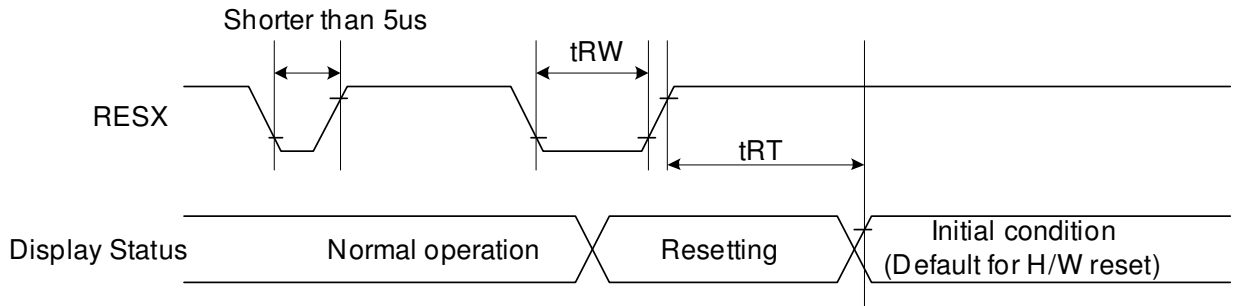 Shorter than 5us
tRW
RESX
tRT
Display Status
Normal operation
Resetting
Initial condition
(Default for H/W reset)